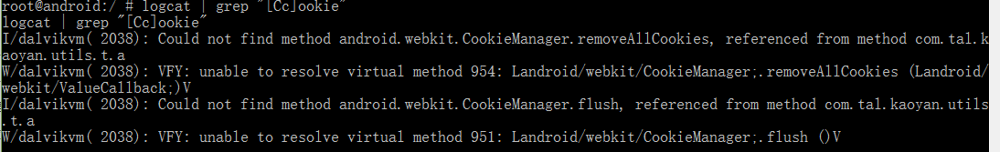 root@android:/ # logcat | grep "[Cc]ookie"
logcat | grep "[Cc]ookie"
I/dalvikvm( 2038): Could not find method android.webkit.CookieManager.removeAllCookies, referenced from method com.tal.k
aoyan.utils.t.a
W/dalvikvm( 2038): VFY: unable to resolve virtual method 954: Landroid/webkit/CookieManager;.removeAllCookies (Landroid/
webkit/ValueCallback;)V
I/dalvikvm( 2038): Could not find method android.webkit.CookieManager.flush, referenced from method com.tal.kaoyan.utils
.t.a
W/dalvikvm( 2038): VFY: unable to resolve virtual method 951: Landroid/webkit/CookieManager;.flush ()V